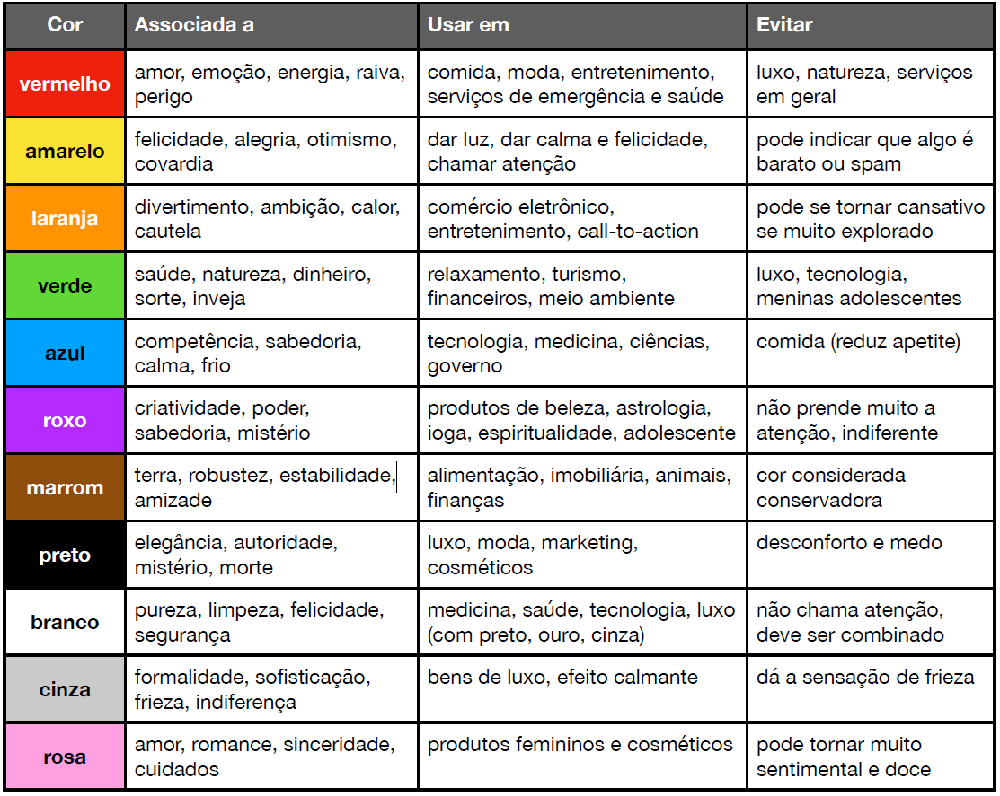 Cor Associada a Usar em Evitar
vermelho
amor, emoção, energia, raiva,
perigo
comida, moda, entretenimento,
serviços de emergência e saúde
luxo, natureza, serviços
em geral
amarelo
felicidade, alegria, otimismo,
covardia
dar luz, dar calma e felicidade,
chamar atenção
pode indicar que algo é
barato ou spam
laranja
divertimento, ambição, calor,
cautela
comércio eletrônico,
entretenimento, call-to-action
pode se tornar cansativo
se muito explorado
verde
saúde, natureza, dinheiro,
sorte, inveja
relaxamento, turismo,
financeiros, meio ambiente
luxo, tecnologia,
meninas adolescentes
azul
competência, sabedoria,
calma, frio
tecnologia, medicina, ciências,
governo
comida (reduz apetite)
roxo
criatividade, poder,
sabedoria, mistério
produtos de beleza, astrologia,
ioga, espiritualidade, adolescente
não prende muito a
atenção, indiferente
marrom
terra, robustez, estabilidade,
amizade
alimentação, imobiliária, animais,
finanças
cor considerada
conservadora
preto
elegância, autoridade,
mistério, morte
luxo, moda, marketing,
cosméticos
desconforto e medo
branco
pureza, limpeza, felicidade,
segurança
medicina, saúde, tecnologia, luxo
(com preto, ouro, cinza)
não chama atenção,
deve ser combinado
cinza
formalidade, sofisticação,
frieza, indiferença
bens de luxo, efeito calmante
dá a sensação de frieza
rosa
amor, romance, sinceridade,
cuidados
produtos femininos e cosméticos
pode tornar muito
sentimental e doce